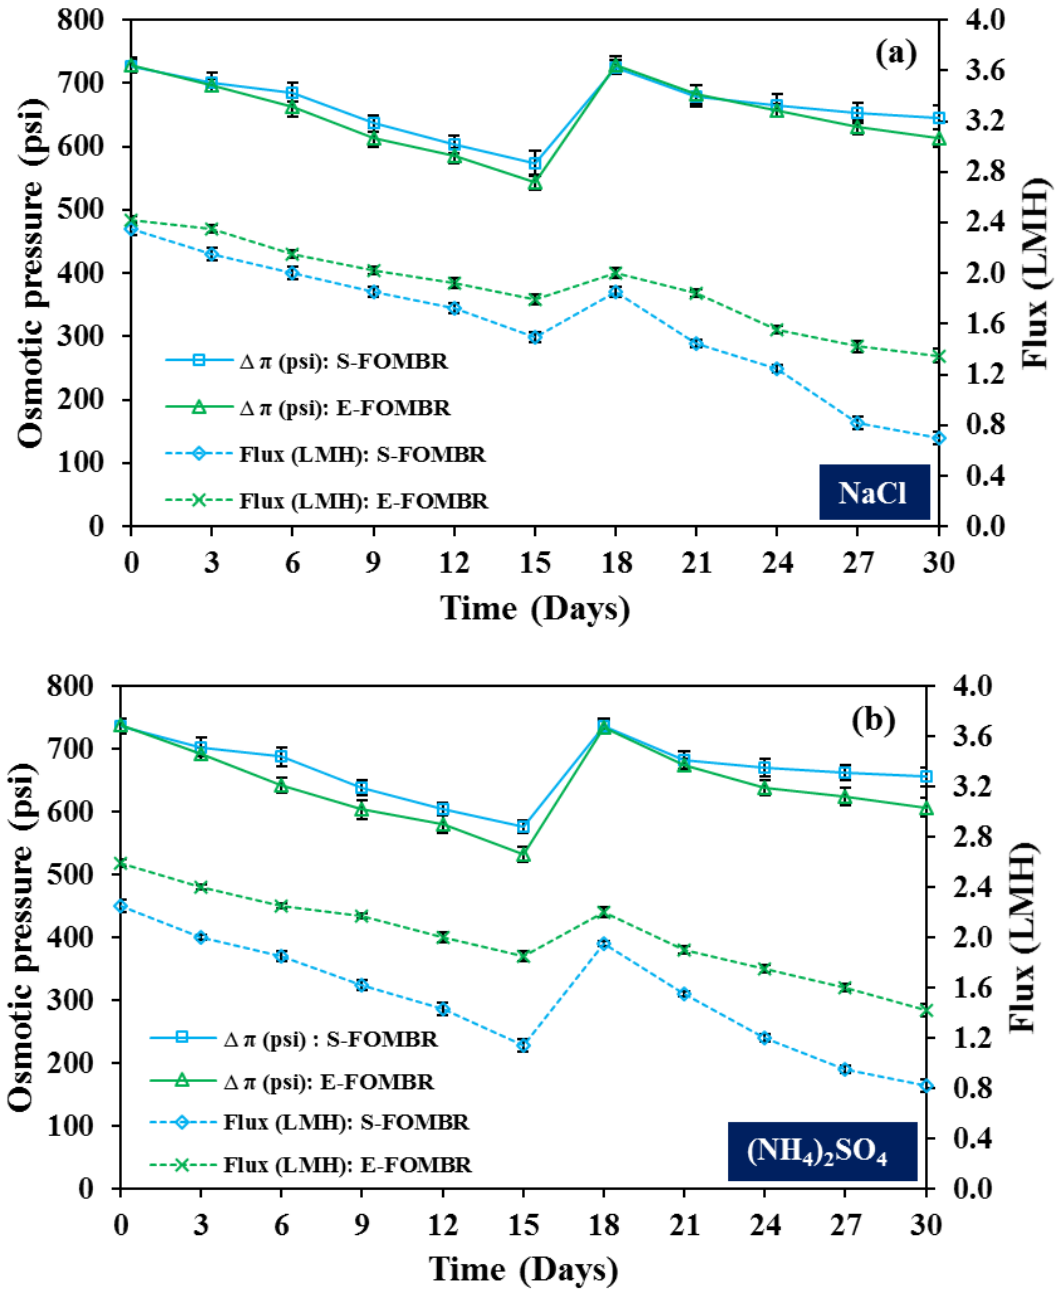 (a)
Osmotic pressure (psi)
800
700
600
500
400
300
200
100
0
4.0
3.6
3.2
2.8
2.4
2.0
1.6
1.2
0.8
0.4
0.0
Flux (LMH)
Δ π (psi): S-FOMBR
Δ π (psi): E-FOMBR
Flux (LMH): S-FOMBR
Flux (LMH): E-FOMBR
NaCl
0 3 6 9 12 15 18 21 24 27 30
Time (Days)
(b)
Osmotic pressure (psi)
800
700
600
500
400
300
200
100
0
4.0
3.6
3.2
2.8
2.4
2.0
1.6
1.2
0.8
0.4
0.0
Flux (LMH)
Δ π (psi) : S-FOMBR
Δ π (psi): E-FOMBR
Flux (LMH): S-FOMBR
Flux (LMH): E-FOMBR
(NH₄)₂SO₄
0 3 6 9 12 15 18 21 24 27 30
Time (Days)